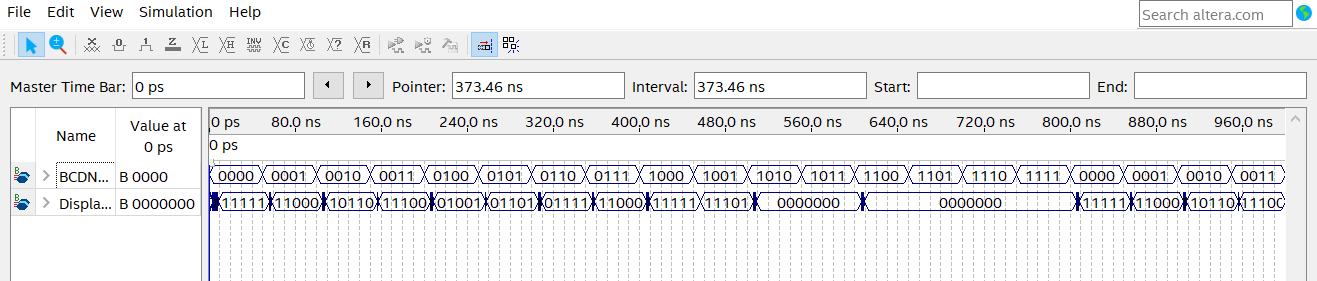 File Edit View Simulation Help
Search altera.com
Master Time Bar: 0 ps Pointer: 373.46 ns Interval: 373.46 ns Start: End:
Name Value at 0 ps
0 ps 80.0 ns 160.0 ns 240.0 ns 320.0 ns 400.0 ns 480.0 ns 560.0 ns 640.0 ns 720.0 ns 800.0 ns 880.0 ns 960.0 ns
0 ps
BCDN... B 0000 0000 0001 0010 0011 0100 0101 0110 0111 1000 1001 1010 1011 1100 1101 1110 1111 0000 0001 0010 0011
Displa... B 0000000 11111 11000 10110 11100 01001 01101 01111 11000 11111 11101 0000000 0000000 11111 11000 10110 11100